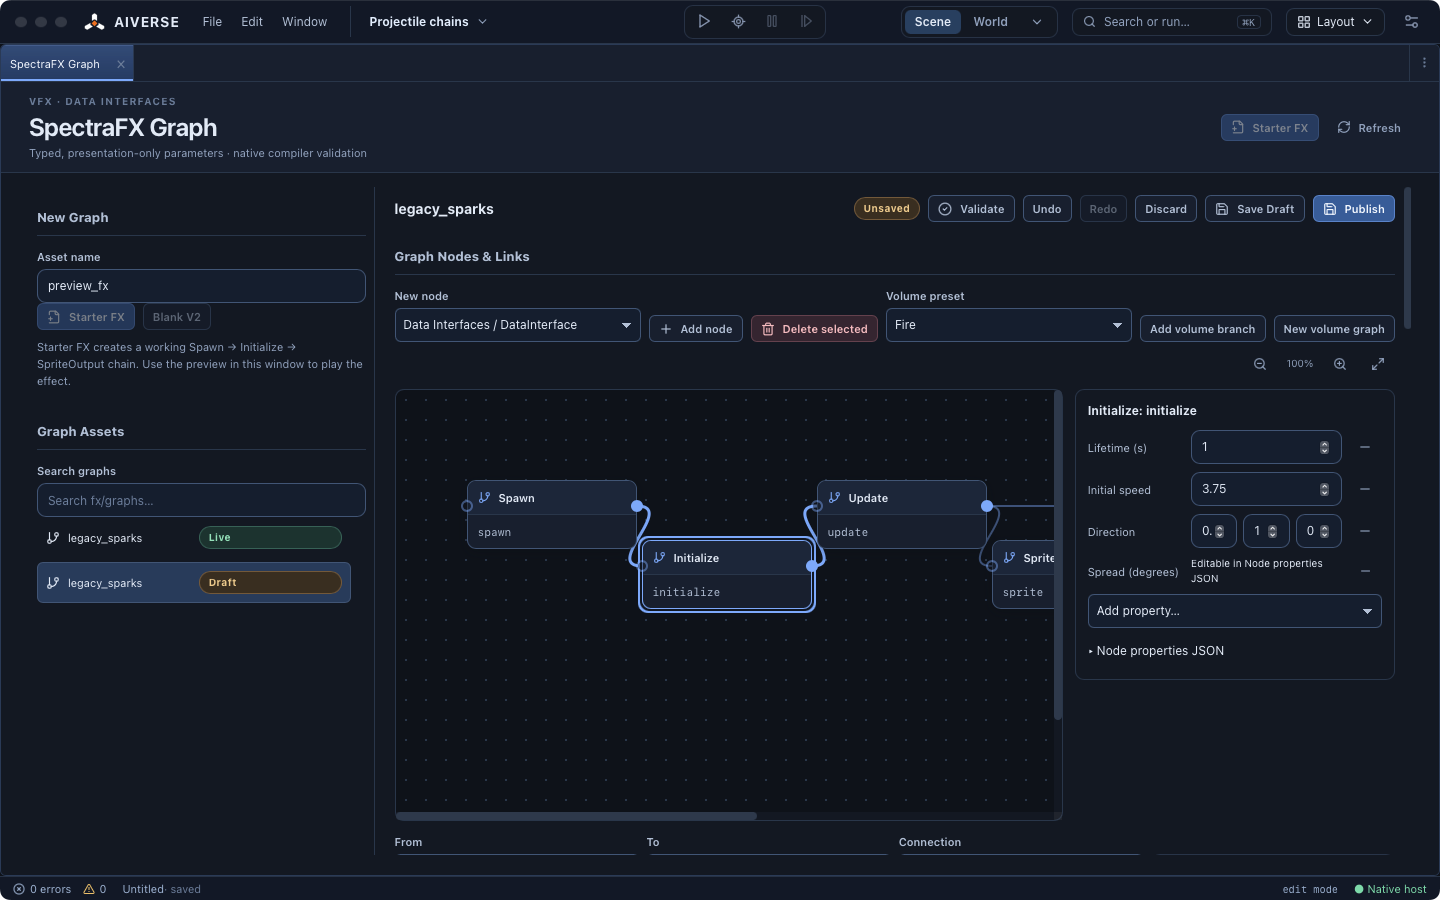 AIVERSE File Edit Window Projectile chains Scene World Search or run... ⌘K Layout
SpectraFX Graph
VFX · DATA INTERFACES
SpectraFX Graph
Typed, presentation-only parameters · native compiler validation
Starter FX Refresh
New Graph
Asset name
preview_fx
Starter FX Blank V2
Starter FX creates a working Spawn → Initialize →
SpriteOutput chain. Use the preview in this window to play the
effect.
Graph Assets
Search graphs
Search fx/graphs...
legacy_sparks Live
legacy_sparks Draft
legacy_sparks Unsaved Validate Undo Redo Discard Save Draft Publish
Graph Nodes & Links
New node
Data Interfaces / DataInterface
Add node Delete selected
Volume preset
Fire
Add volume branch New volume graph
100%
Spawn
spawn
Initialize
initialize
Update
update
Sprite
sprite
Initialize: initialize
Lifetime (s) 1
Initial speed 3.75
Direction 0. 1 0
Spread (degrees) Editable in Node properties
JSON
Add property...
Node properties JSON
From To Connection
0 errors 0 Untitled · saved edit mode Native host